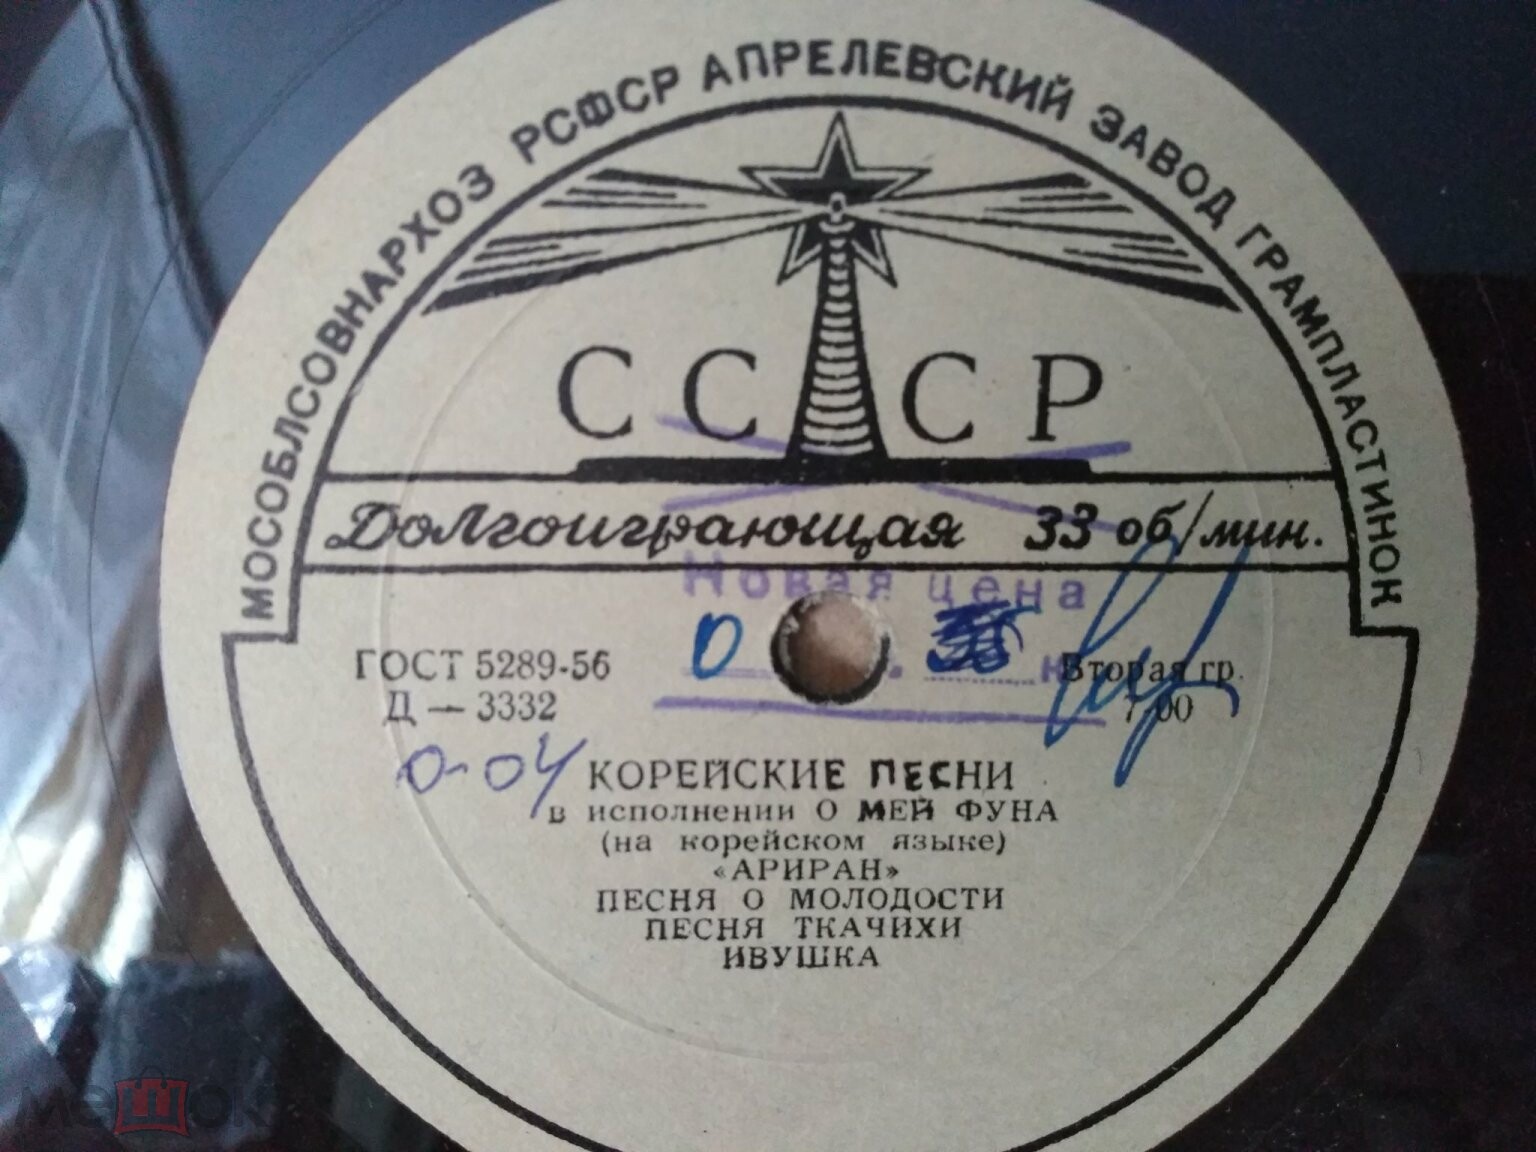 МОСОБЛСОВНАРХОЗ РСФСР АПРЕЛЕВСКИЙ ЗАВОД ГРАМПЛАСТИНОК
СССР
Долгоиграющая 33 об/мин.
Новая цена
0
к
ГОСТ 5289-56
Вторая гр.
Д — 3332
7-00
0-04
КОРЕЙСКИЕ ПЕСНИ
в исполнении О МЕЙ ФУНА
(на корейском языке)
«АРИРАН»
ПЕСНЯ О МОЛОДОСТИ
ПЕСНЯ ТКАЧИХИ
ИВУШКА
мешок